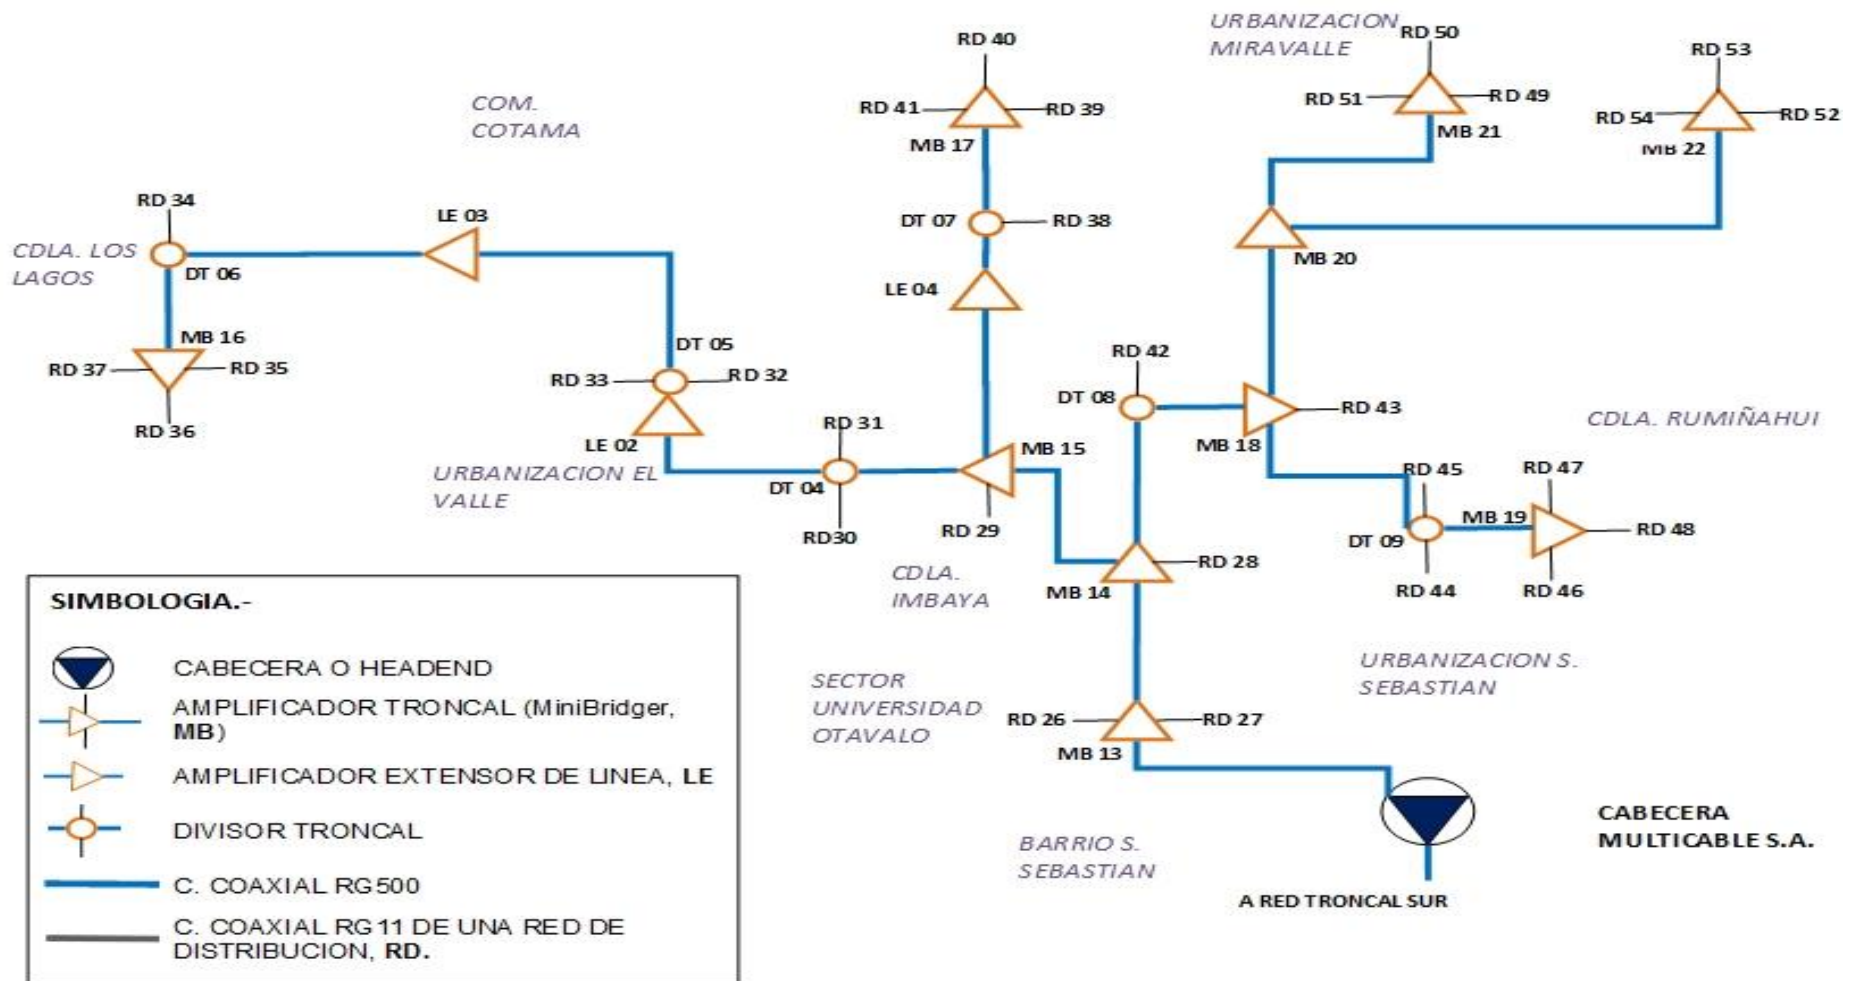 URBANIZACION
MIRAVALLE
RD 40
RD 50
RD 53
COM.
COTAMA
RD 41
RD 39
RD 51
RD 49
RD 54
RD 52
MB 17
MB 21
MB 22
RD 34
LE 03
DT 07
RD 38
CDLA. LOS
LAGOS
DT 06
MB 20
LE 04
MB 16
DT 05
RD 42
RD 37
RD 35
RD 33
RD 32
DT 08
RD 43
RD 36
RD 31
CDLA. RUMIÑAHUI
LE 02
MB 15
MB 18
URBANIZACION EL
VALLE
DT 04
RD 45
RD 47
RD30
RD 29
MB 19
RD 48
DT 09
CDLA.
IMBAYA
RD 28
MB 14
RD 44
RD 46
SIMBOLOGIA.-
CABECERA O HEADEND
AMPLIFICADOR TRONCAL (MiniBridger,
MB)
AMPLIFICADOR EXTENSOR DE LINEA, LE
DIVISOR TRONCAL
C. COAXIAL RG500
C. COAXIAL RG11 DE UNA RED DE
DISTRIBUCION, RD.
SECTOR
UNIVERSIDAD
OTAVALO
URBANIZACION S.
SEBASTIAN
RD 26
RD 27
MB 13
BARRIO S.
SEBASTIAN
CABECERA
MULTICABLE S.A.
A RED TRONCAL SUR